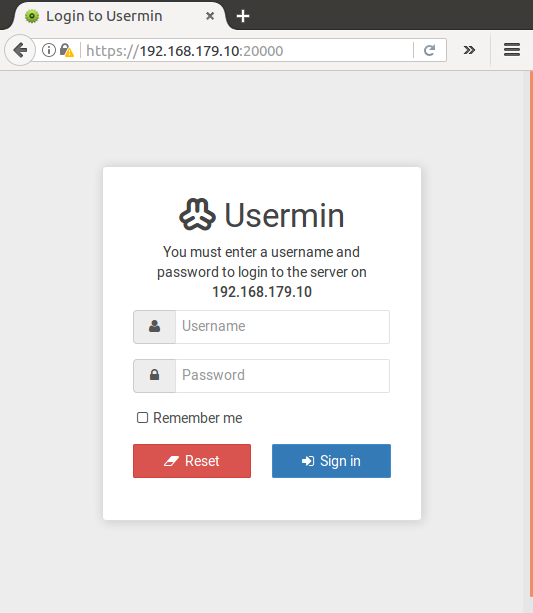 Login to Usermin
https://192.168.179.10:20000
Usermin
You must enter a username and
password to login to the server on
192.168.179.10
Username
Password
Remember me
Reset
Sign in